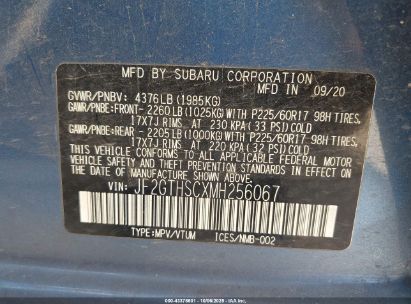 MFD. BY SUBARU CORPORATION
MADE IN 09/20
GVWR/PNBV: 4376LB (1985KG)
GAWR/PNBE:FRONT- 2260LB (1025KG)WITH P225/60R17 98H TIRES,
17X7J RIMS AT 230 KPA( 33 PSI)COLD
GAWR/PNBE:REAR - 2205LB (1000KG)WITH P225/60R17 98H TIRES,
17X7J RIMS AT 220 KPA( 32 PSI)COLD
THIS VEHICLE CONFORMS TO ALL APPLICABLE FEDERAL MOTOR
VEHICLE SAFETY, BUMPER, AND THEFT PREVENTION STANDARDS IN
EFFECT ON THE DATE OF MANUFACTURE SHOWN ABOVE.
VIN: JF2GTHSCXMH256067
TYPE:MPV/VTUM ICES/NMB-002